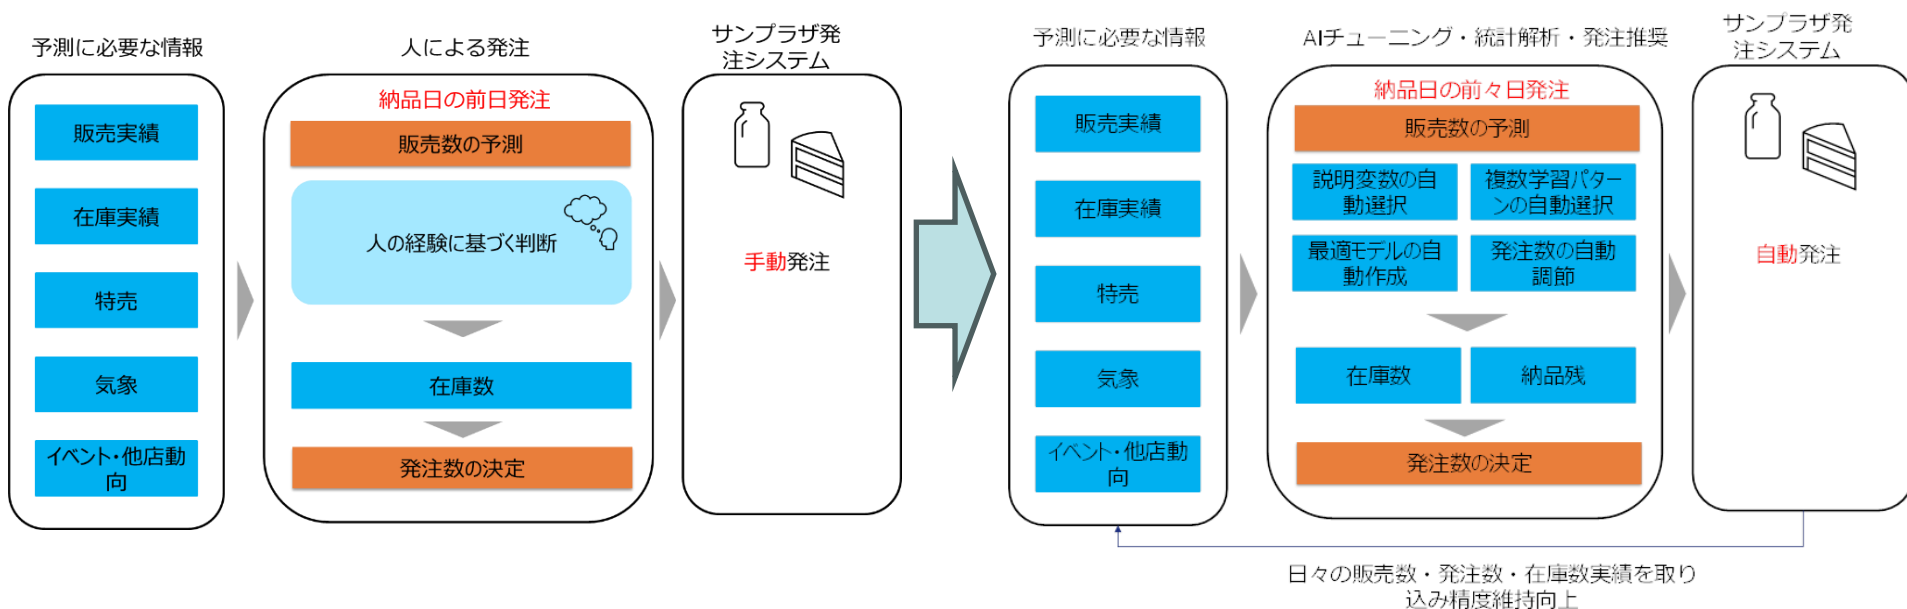 予測に必要な情報
販売実績
在庫実績
特売
気象
イベント・他店動
向
人による発注
納品日の前日発注
販売数の予測
人の経験に基づく判断
在庫数
発注数の決定
サンプラザ発
注システム
手動発注
予測に必要な情報
販売実績
在庫実績
特売
気象
イベント・他店動
向
AIチューニング・統計解析・発注推奨
納品日の前々日発注
販売数の予測
説明変数の自
動選択
複数学習パター
ンの自動選択
最適モデルの自
動作成
発注数の自動
調節
在庫数
納品残
発注数の決定
サンプラザ発
注システム
自動発注
日々の販売数・発注数・在庫数実績を取り
込み精度維持向上